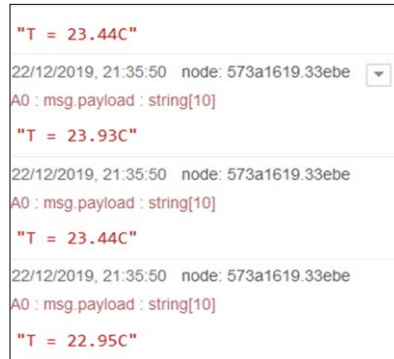 "T = 23.44C"
22/12/2019, 21:35:50 node: 573a1619.33ebe
A0 : msg.payload : string[10]
"T = 23.93C"
22/12/2019, 21:35:50 node: 573a1619.33ebe
A0 : msg.payload : string[10]
"T = 23.44C"
22/12/2019, 21:35:50 node: 573a1619.33ebe
A0 : msg.payload : string[10]
"T = 22.95C"